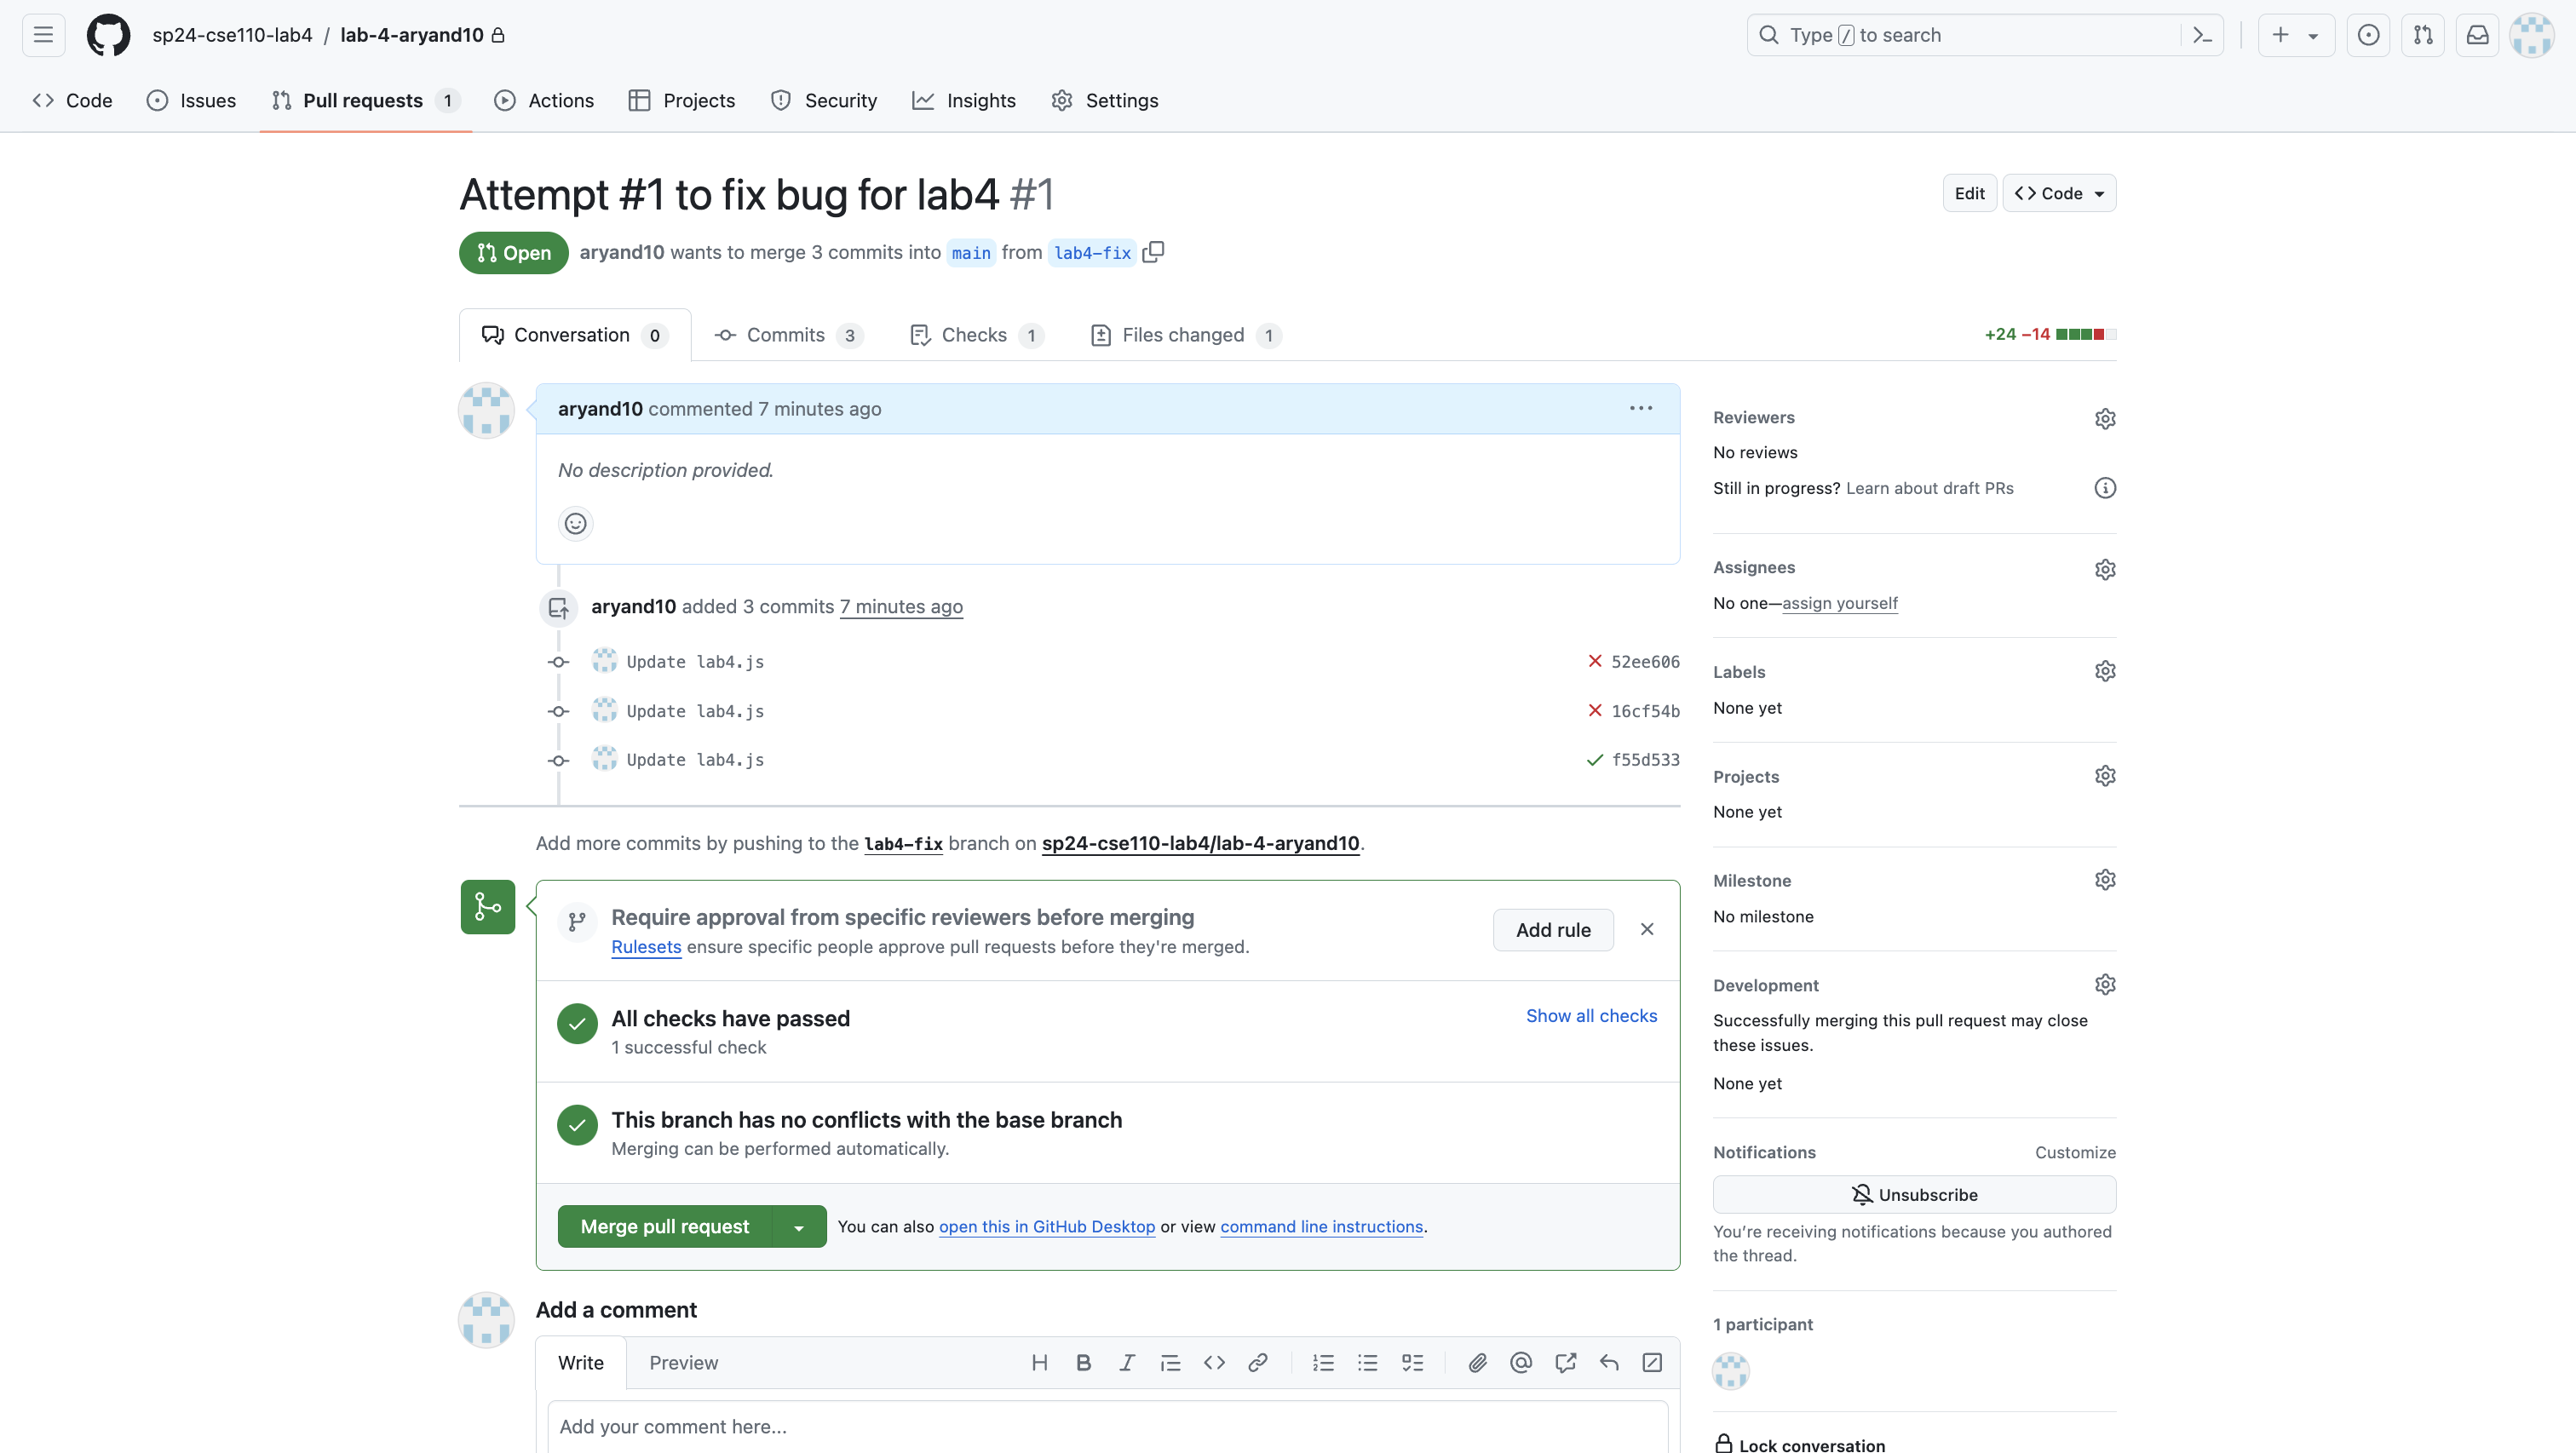 sp24-cse110-lab4 / lab-4-aryand10
Type / to search
Code Issues Pull requests 1 Actions Projects Security Insights Settings
Attempt #1 to fix bug for lab4 #1
Edit Code
Open aryand10 wants to merge 3 commits into main from lab4-fix
Conversation 0 Commits 3 Checks 1 Files changed 1 +24 −14
aryand10 commented 7 minutes ago
No description provided.
aryand10 added 3 commits 7 minutes ago
Update lab4.js 52ee606
Update lab4.js 16cf54b
Update lab4.js f55d533
Add more commits by pushing to the lab4-fix branch on sp24-cse110-lab4/lab-4-aryand10.
Require approval from specific reviewers before merging
Rulesets ensure specific people approve pull requests before they're merged.
Add rule
All checks have passed
1 successful check
Show all checks
This branch has no conflicts with the base branch
Merging can be performed automatically.
Merge pull request You can also open this in GitHub Desktop or view command line instructions.
Add a comment
Write Preview
Add your comment here...
Reviewers
No reviews
Still in progress? Learn about draft PRs
Assignees
No one—assign yourself
Labels
None yet
Projects
None yet
Milestone
No milestone
Development
Successfully merging this pull request may close
these issues.
None yet
Notifications Customize
Unsubscribe
You're receiving notifications because you authored
the thread.
1 participant
Lock conversation